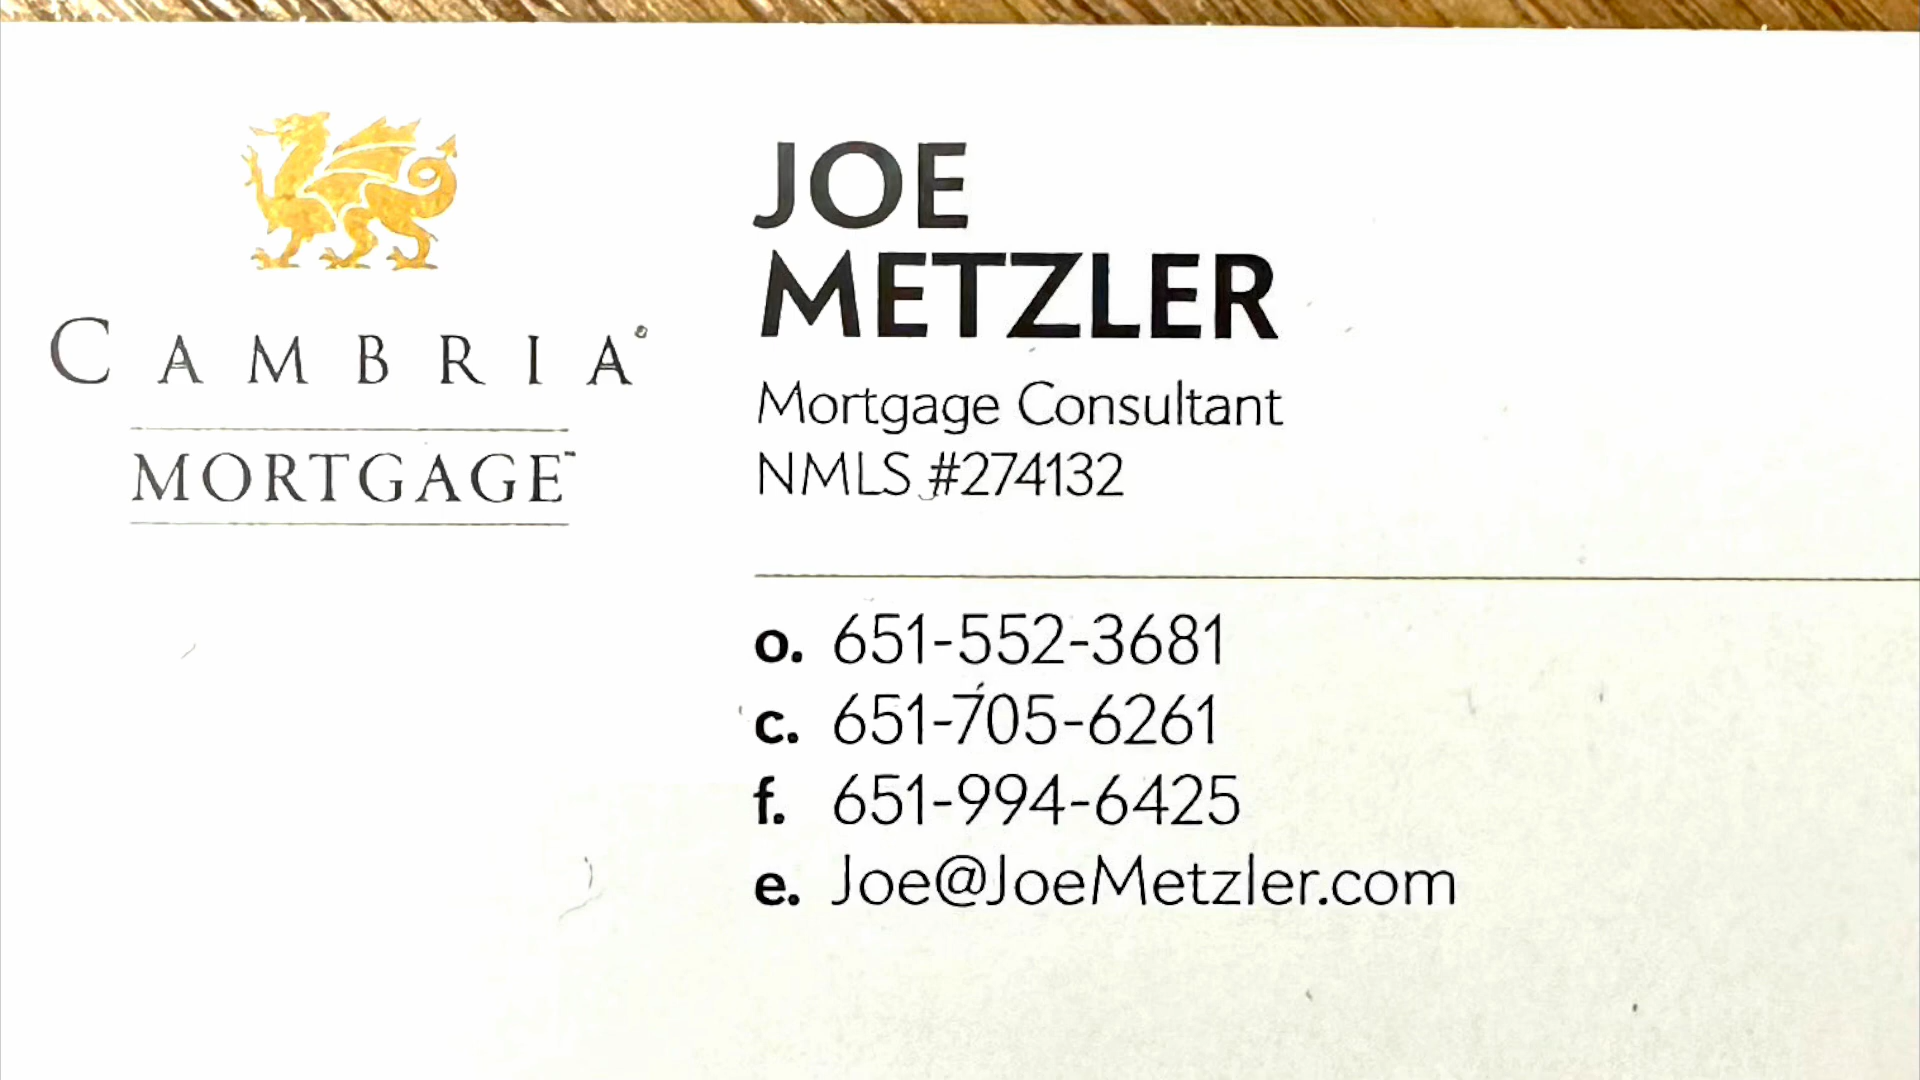 CAMBRIA®
MORTGAGE™
JOE
METZLER
Mortgage Consultant
NMLS #274132
o. 651-552-3681
c. 651-705-6261
f. 651-994-6425
e. Joe@JoeMetzler.com